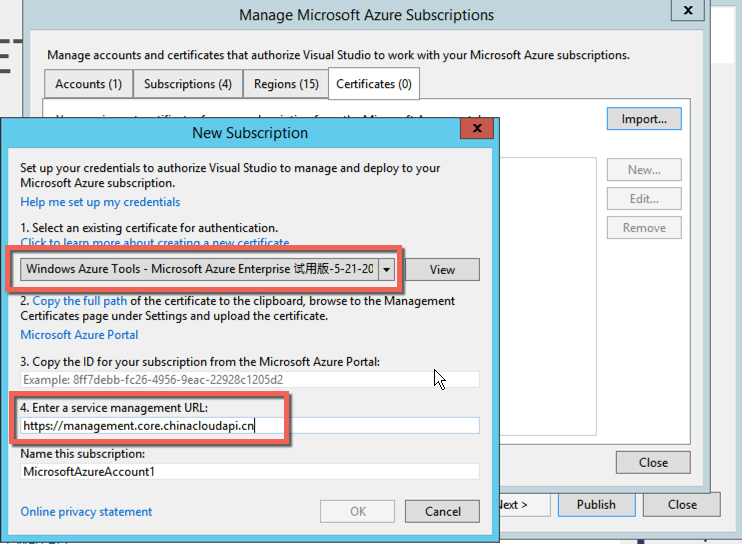 Manage Microsoft Azure Subscriptions
x
Manage accounts and certificates that authorize Visual Studio to work with your Microsoft Azure subscriptions.
Accounts (1)
Subscriptions (4)
Regions (15)
Certificates (0)
Import...
New...
Edit...
Remove
New Subscription
x
Set up your credentials to authorize Visual Studio to manage and deploy to your
Microsoft Azure subscription.
Help me set up my credentials
1. Select an existing certificate for authentication.
Click to learn more about creating a new certificate
Windows Azure Tools - Microsoft Azure Enterprise 试用版-5-21-20
View
2. Copy the full path of the certificate to the clipboard, browse to the Management
Certificates page under Settings and upload the certificate.
Microsoft Azure Portal
3. Copy the ID for your subscription from the Microsoft Azure Portal:
Example: 8ff7debb-fc26-4956-9eac-22928c1205d2
4. Enter a service management URL:
https://management.core.chinacloudapi.cn
Name this subscription:
MicrosoftAzureAccount1
Online privacy statement
OK
Cancel
Close
Next >
Publish
Close